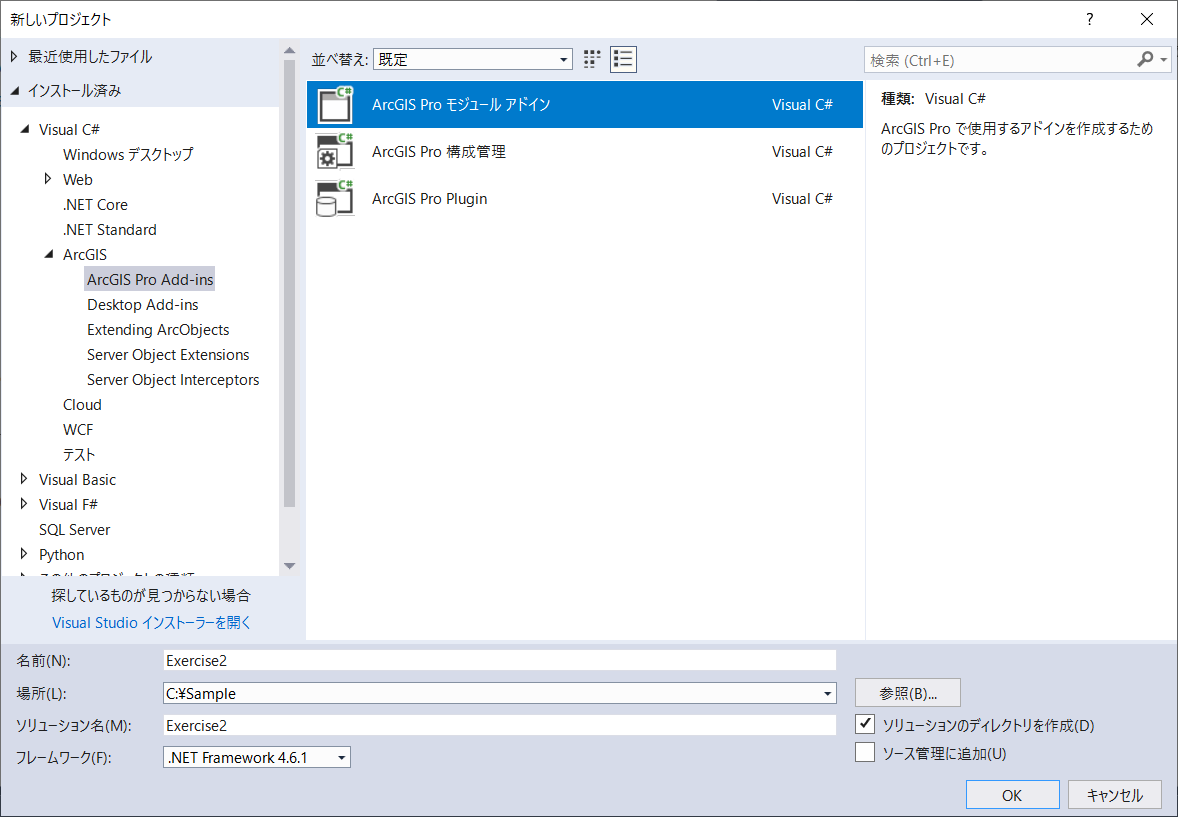 新しいプロジェクト
?
最近使用したファイル
インストール済み
Visual C#
Windows デスクトップ
Web
.NET Core
.NET Standard
ArcGIS
ArcGIS Pro Add-ins
Desktop Add-ins
Extending ArcObjects
Server Object Extensions
Server Object Interceptors
Cloud
WCF
テスト
Visual Basic
Visual F#
SQL Server
Python
探しているものが見つからない場合
Visual Studio インストーラーを開く
並べ替え: 既定
C# ArcGIS Pro モジュール アドイン Visual C#
C# ArcGIS Pro 構成管理 Visual C#
C# ArcGIS Pro Plugin Visual C#
検索 (Ctrl+E)
種類: Visual C#
ArcGIS Pro で使用するアドインを作成するため
のプロジェクトです。
名前(N): Exercise2
場所(L): C:¥Sample 参照(B)...
ソリューション名(M): Exercise2 ソリューションのディレクトリを作成(D)
フレームワーク(F): .NET Framework 4.6.1 ソース管理に追加(U)
OK キャンセル